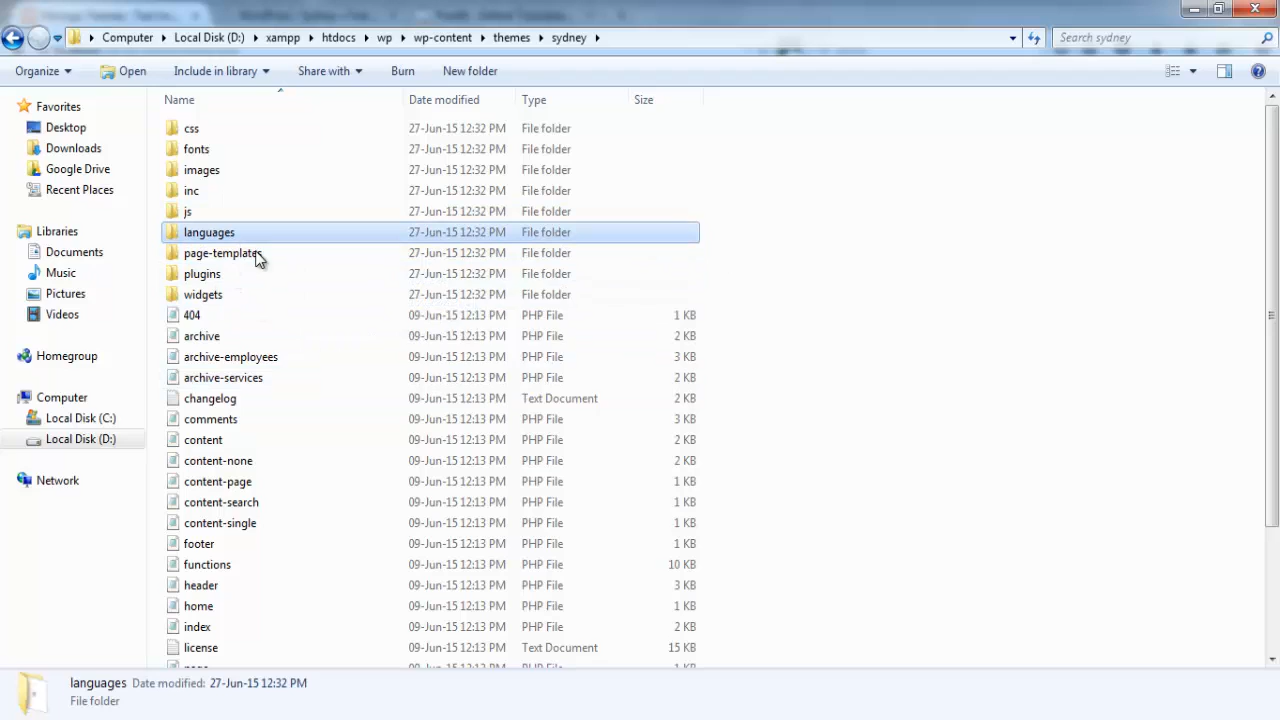 Computer Local Disk (D:) xampp htdocs wp wp-content themes sydney
Search sydney
Organize Open Include in library Share with Burn New folder
Name Date modified Type Size
Favorites
Desktop
Downloads
Google Drive
Recent Places
Libraries
Documents
Music
Pictures
Videos
Homegroup
Computer
Local Disk (C:)
Local Disk (D:)
Network
css 27-Jun-15 12:32 PM File folder
fonts 27-Jun-15 12:32 PM File folder
images 27-Jun-15 12:32 PM File folder
inc 27-Jun-15 12:32 PM File folder
js 27-Jun-15 12:32 PM File folder
languages 27-Jun-15 12:32 PM File folder
page-templates 27-Jun-15 12:32 PM File folder
plugins 27-Jun-15 12:32 PM File folder
widgets 27-Jun-15 12:32 PM File folder
404 09-Jun-15 12:13 PM PHP File 1 KB
archive 09-Jun-15 12:13 PM PHP File 2 KB
archive-employees 09-Jun-15 12:13 PM PHP File 3 KB
archive-services 09-Jun-15 12:13 PM PHP File 2 KB
changelog 09-Jun-15 12:13 PM Text Document 2 KB
comments 09-Jun-15 12:13 PM PHP File 3 KB
content 09-Jun-15 12:13 PM PHP File 2 KB
content-none 09-Jun-15 12:13 PM PHP File 2 KB
content-page 09-Jun-15 12:13 PM PHP File 1 KB
content-search 09-Jun-15 12:13 PM PHP File 1 KB
content-single 09-Jun-15 12:13 PM PHP File 1 KB
footer 09-Jun-15 12:13 PM PHP File 1 KB
functions 09-Jun-15 12:13 PM PHP File 10 KB
header 09-Jun-15 12:13 PM PHP File 3 KB
home 09-Jun-15 12:13 PM PHP File 1 KB
index 09-Jun-15 12:13 PM PHP File 2 KB
license 09-Jun-15 12:13 PM Text Document 15 KB
languages Date modified: 27-Jun-15 12:32 PM
File folder